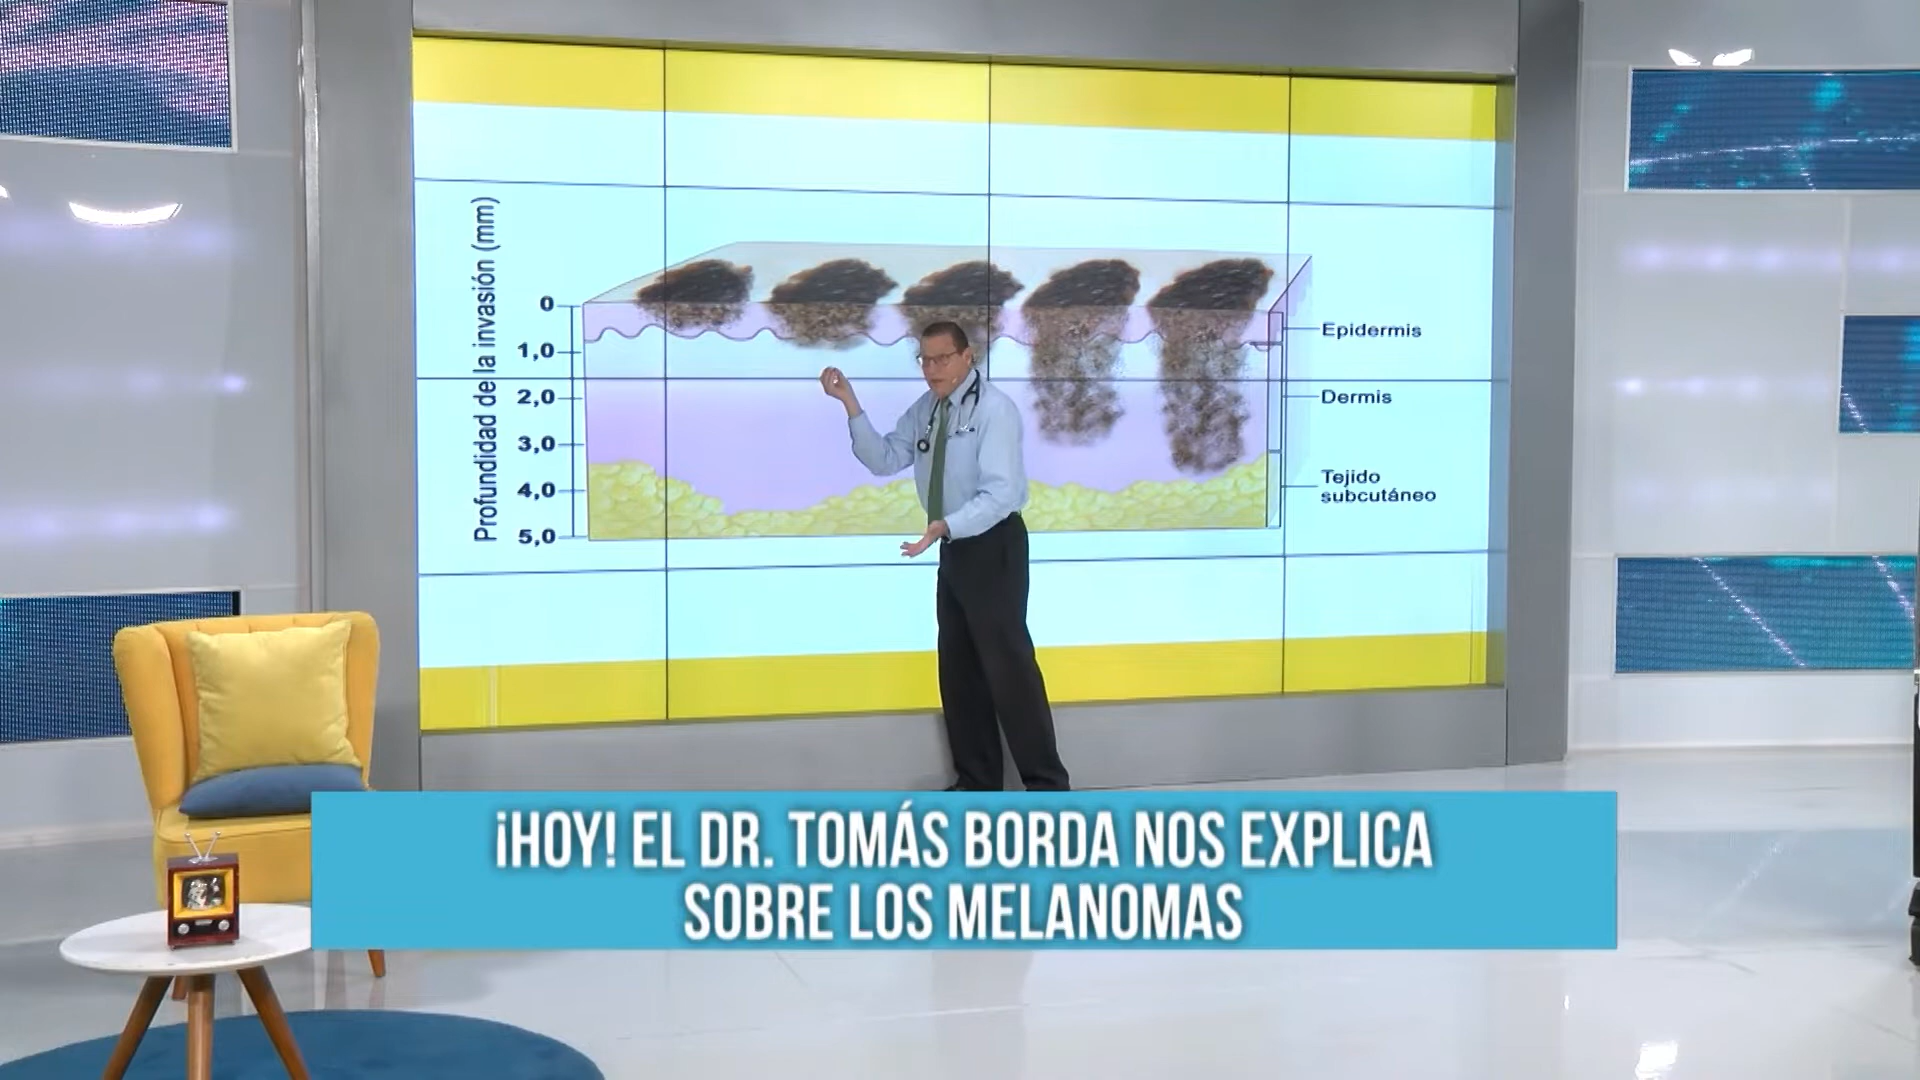 Profundidad de la invasión (mm)
0
1,0
2,0
3,0
4,0
5,0
Epidermis
Dermis
Tejido
subcutáneo
¡HOY! EL DR. TOMÁS BORDA NOS EXPLICA
SOBRE LOS MELANOMAS